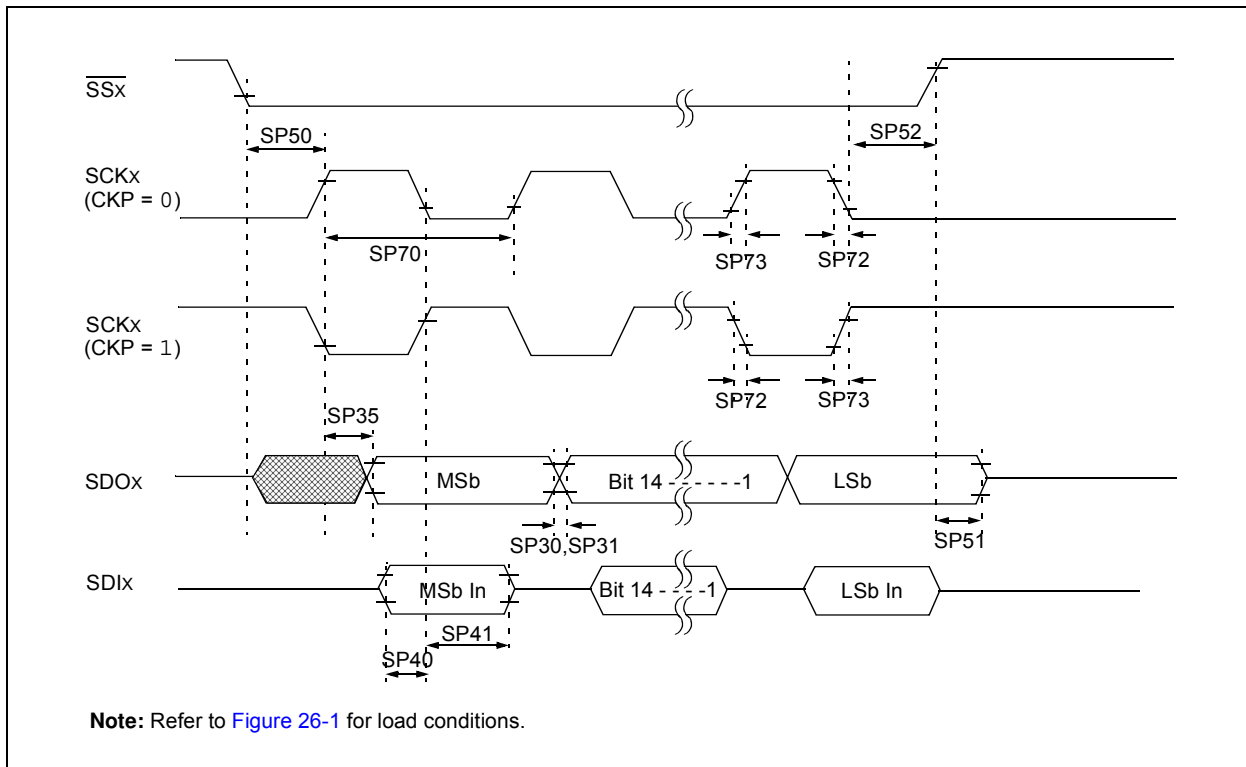 SSx
SP50
SP52
SCKx
(CKP = 0)
SP70
SP73
SP72
SCKx
(CKP = 1)
SP72
SP73
SP35
SDOx
MSb
Bit 14 - - - - - - -1
LSb
SP30,SP31
SP51
SDIx
MSb In
Bit 14 - - - -1
LSb In
SP41
SP40
Note: Refer to Figure 26-1 for load conditions.